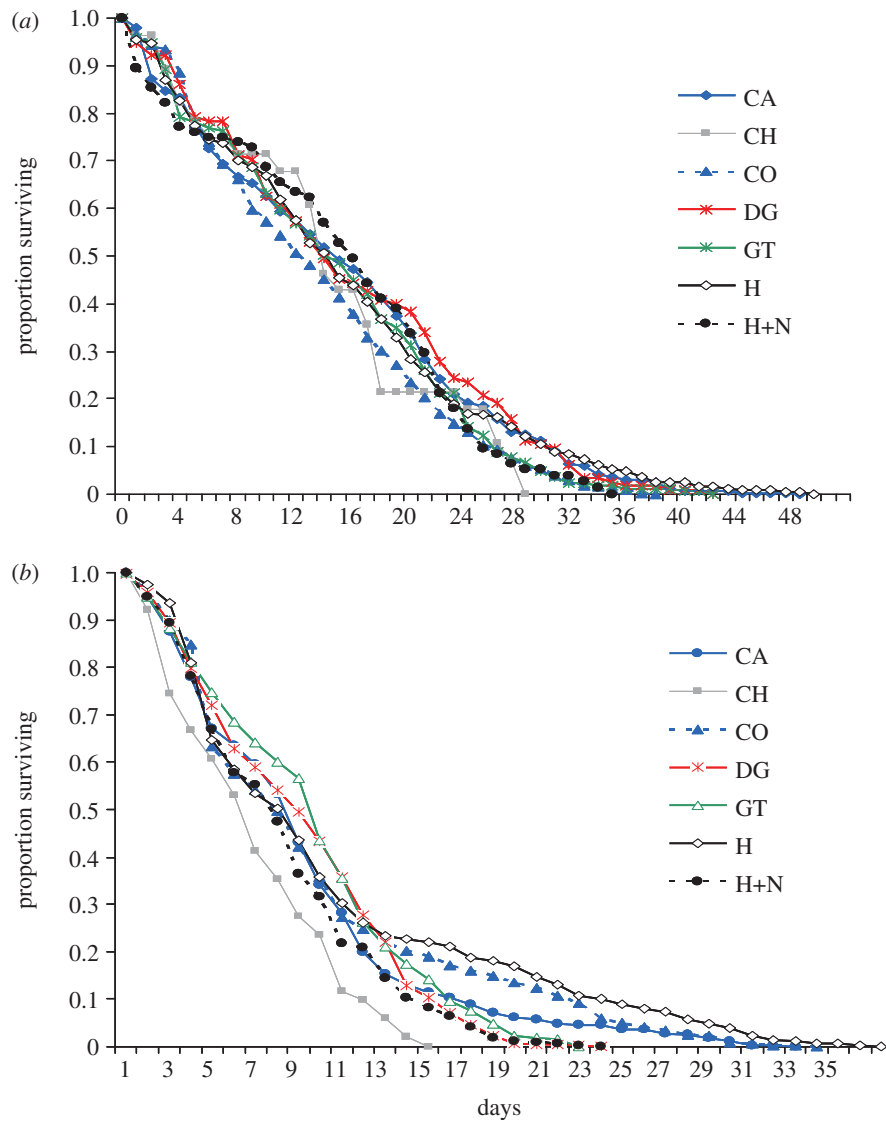 (a)
1.0
0.9
0.8
0.7
0.6
0.5
0.4
0.3
0.2
0.1
0
proportion surviving
0 4 8 12 16 20 24 28 32 36 40 44 48
CA
CH
CO
DG
GT
H
H+N
(b)
1.0
0.9
0.8
0.7
0.6
0.5
0.4
0.3
0.2
0.1
0
proportion surviving
1 3 5 7 9 11 13 15 17 19 21 23 25 27 29 31 33 35
days
CA
CH
CO
DG
GT
H
H+N